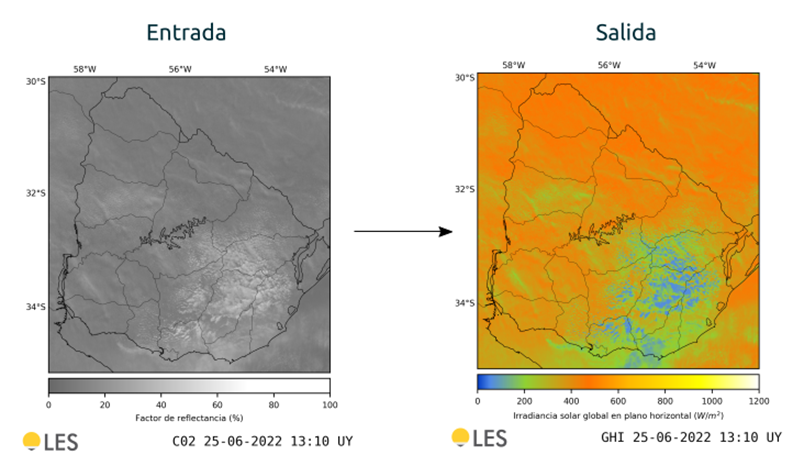 Entrada
Salida
58°W 56°W 54°W
30°S
32°S
34°S
0 20 40 60 80 100
Factor de reflectancia (%)
LES
C02 25-06-2022 13:10 UY
58°W 56°W 54°W
30°S
32°S
34°S
0 200 400 600 800 1000 1200
Irradiancia solar global en plano horizontal (W/m²)
LES
GHI 25-06-2022 13:10 UY